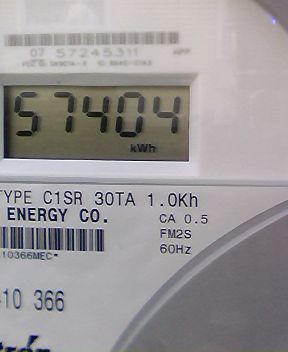 07 57245311
57404
kWh
TYPE C1SR 30TA 1.0Kh
ENERGY CO.
CA 0.5
FM2S
60Hz
10366MEC*
10 366